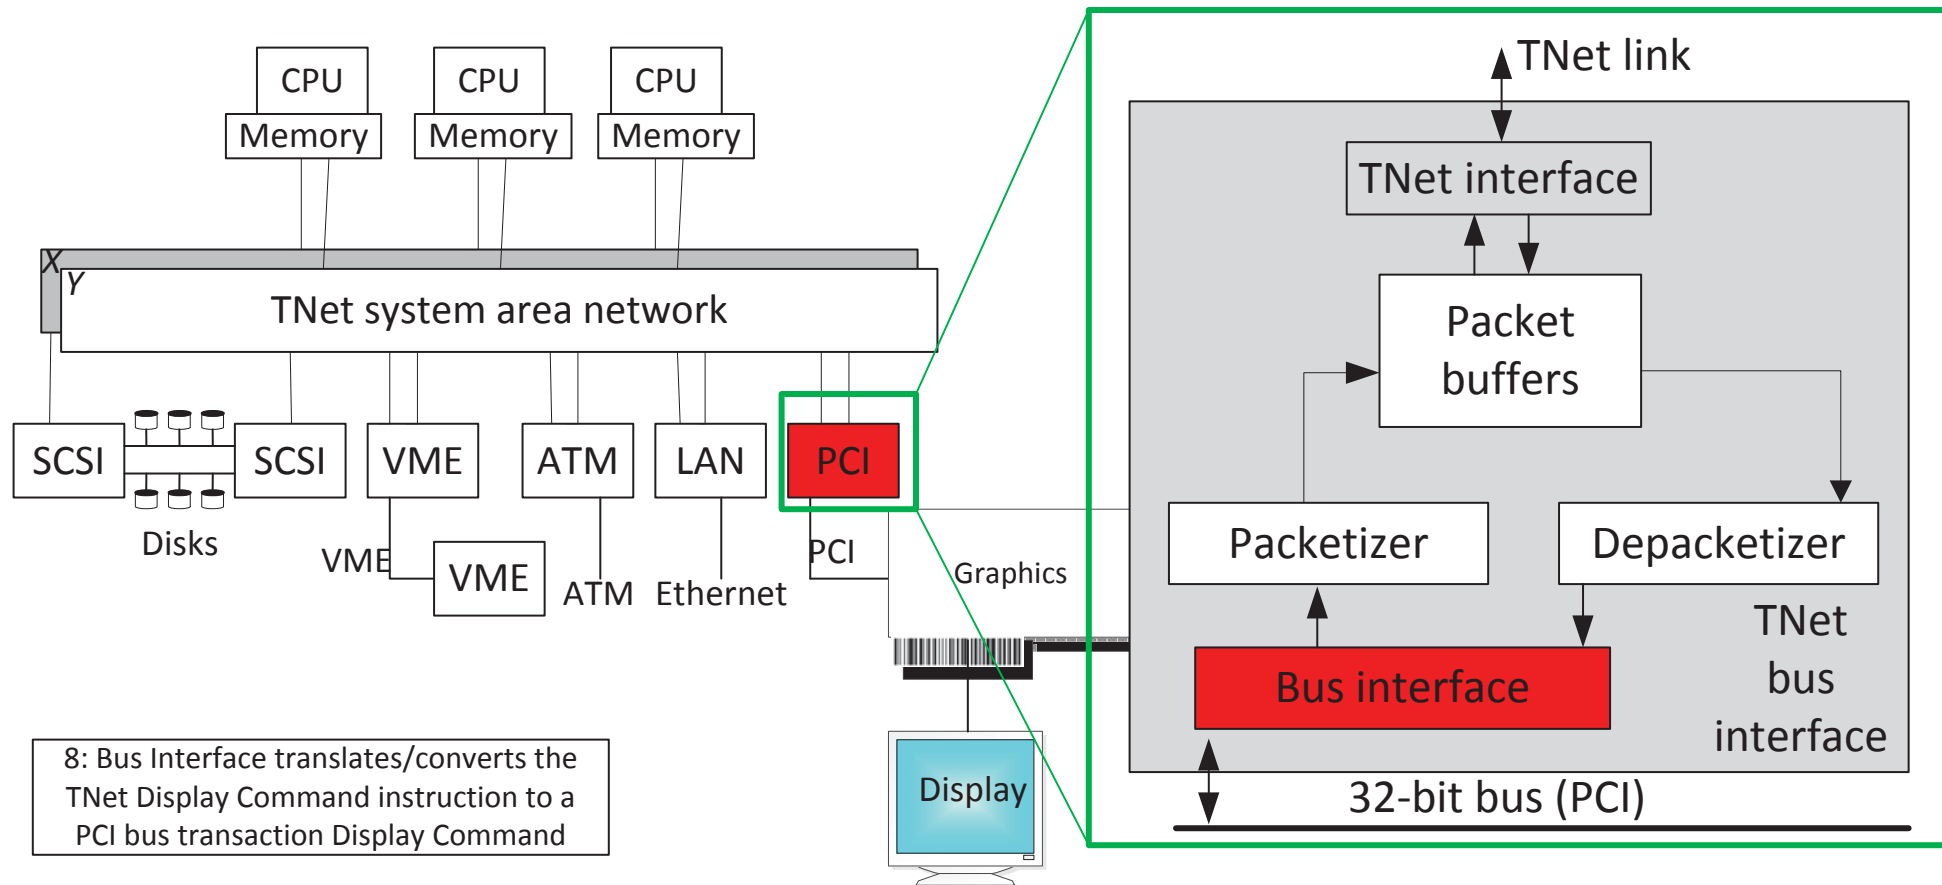 CPU
CPU
CPU
Memory
Memory
Memory
X
Y
TNet system area network
SCSI
SCSI
VME
ATM
LAN
PCI
Disks
VME
VME
ATM
Ethernet
PCI
Graphics
Display
8: Bus Interface translates/converts the
TNet Display Command instruction to a
PCI bus transaction Display Command
TNet link
TNet interface
Packet
buffers
Packetizer
Depacketizer
Bus interface
TNet
bus
interface
32-bit bus (PCI)